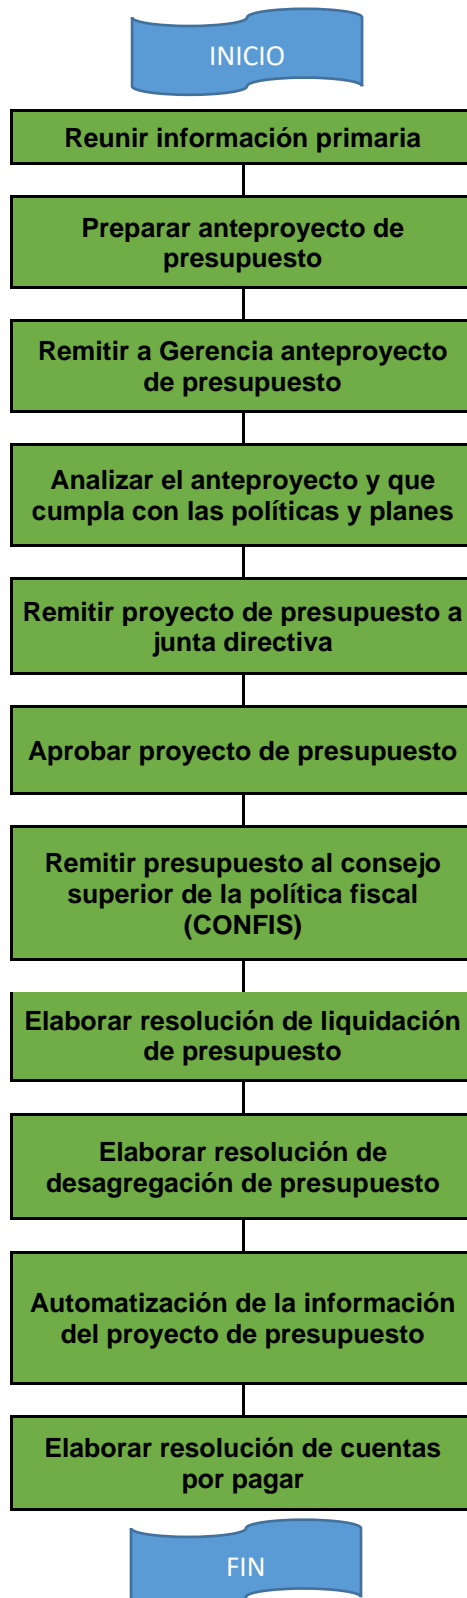 INICIO
Reunir información primaria
Preparar anteproyecto de
presupuesto
Remitir a Gerencia anteproyecto
de presupuesto
Analizar el anteproyecto y que
cumpla con las políticas y planes
Remitir proyecto de presupuesto a
junta directiva
Aprobar proyecto de presupuesto
Remitir presupuesto al consejo
superior de la política fiscal
(CONFIS)
Elaborar resolución de liquidación
de presupuesto
Elaborar resolución de
desagregación de presupuesto
Automatización de la información
del proyecto de presupuesto
Elaborar resolución de cuentas
por pagar
FIN